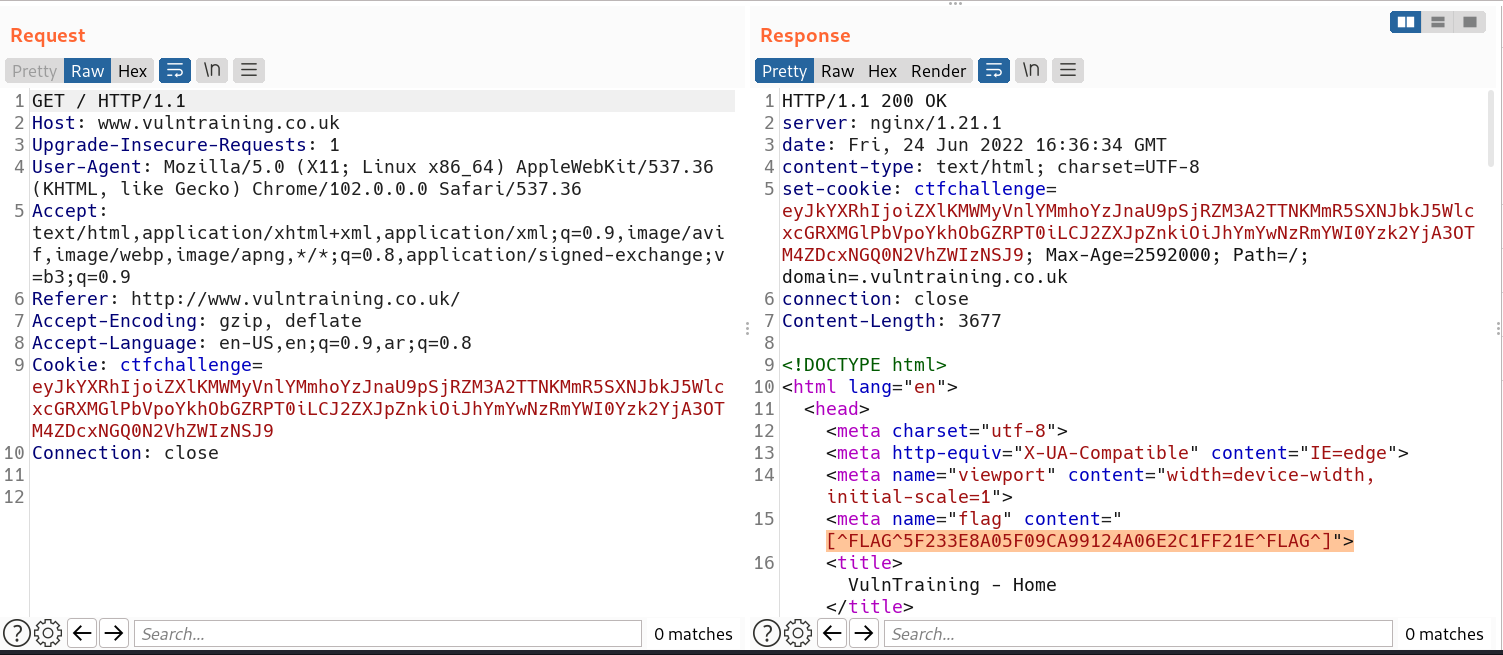 Request
Pretty Raw Hex \n
1 GET / HTTP/1.1
2 Host: www.vulntraining.co.uk
3 Upgrade-Insecure-Requests: 1
4 User-Agent: Mozilla/5.0 (X11; Linux x86_64) AppleWebKit/537.36
(KHTML, like Gecko) Chrome/102.0.0.0 Safari/537.36
5 Accept:
text/html,application/xhtml+xml,application/xml;q=0.9,image/avi
f,image/webp,image/apng,*/*;q=0.8,application/signed-exchange;v
=b3;q=0.9
6 Referer: http://www.vulntraining.co.uk/
7 Accept-Encoding: gzip, deflate
8 Accept-Language: en-US,en;q=0.9,ar;q=0.8
9 Cookie: ctfchallenge=
eyJkYXRhIjoiZXlKMWMyVnlYMmhoYzJnaU9pSjRZM3A2TTNKMmR5SXNJbkJ5Wlc
xcGRXMGlPbVpoYkhObGZRPT0iLCJ2ZXJpZnkiOiJhYmYwNzRmYWI0Yzk2YjA3OT
M4ZDcxNGQ0N2VhZWIzNSJ9
10 Connection: close
11
12
? Search... 0 matches
Response
Pretty Raw Hex Render \n
1 HTTP/1.1 200 OK
2 server: nginx/1.21.1
3 date: Fri, 24 Jun 2022 16:36:34 GMT
4 content-type: text/html; charset=UTF-8
5 set-cookie: ctfchallenge=
eyJkYXRhIjoiZXlKMWMyVnlYMmhoYzJnaU9pSjRZM3A2TTNKMmR5SXNJbkJ5Wlc
xcGRXMGlPbVpoYkhObGZRPT0iLCJ2ZXJpZnkiOiJhYmYwNzRmYWI0Yzk2YjA3OT
M4ZDcxNGQ0N2VhZWIzNSJ9; Max-Age=2592000; Path=/;
domain=.vulntraining.co.uk
6 connection: close
7 Content-Length: 3677
8
9 <!DOCTYPE html>
10 <html lang="en">
11 <head>
12 <meta charset="utf-8">
13 <meta http-equiv="X-UA-Compatible" content="IE=edge">
14 <meta name="viewport" content="width=device-width,
initial-scale=1">
15 <meta name="flag" content="
[^FLAG^5F233E8A05F09CA99124A06E2C1FF21E^FLAG^]">
16 <title>
VulnTraining - Home
</title>
? Search... 0 matches